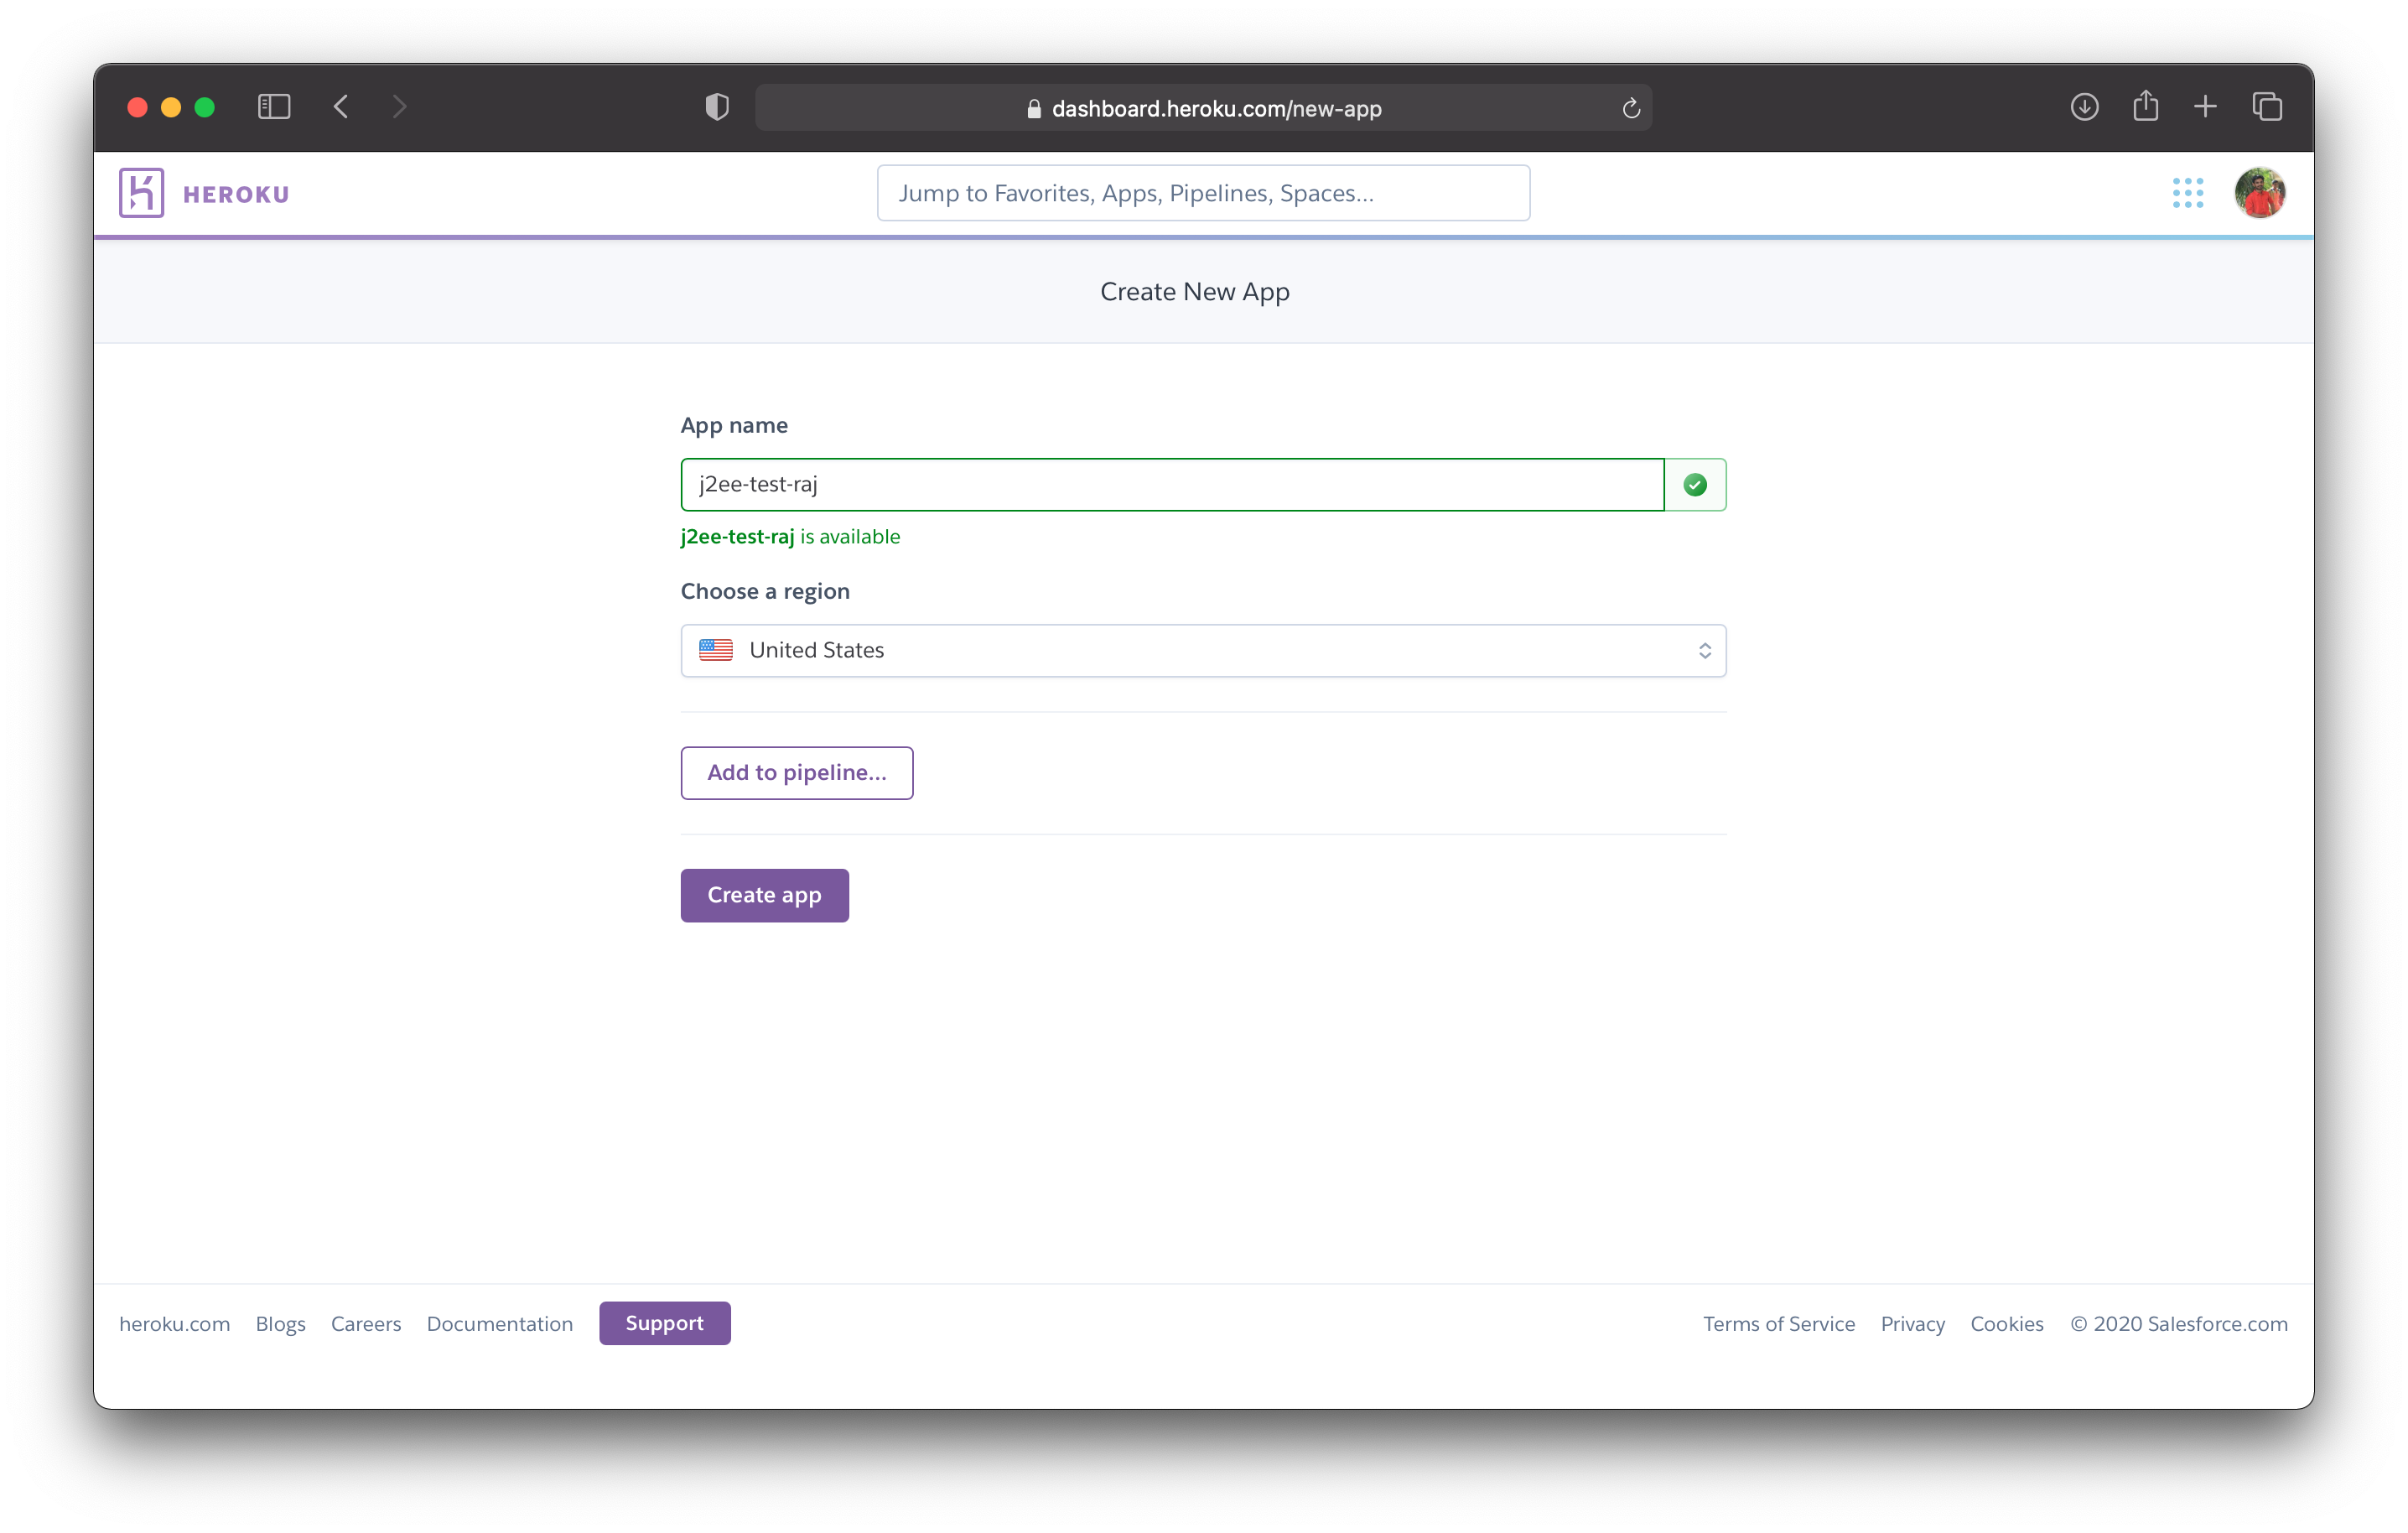 dashboard.heroku.com/new-app
HEROKU
Jump to Favorites, Apps, Pipelines, Spaces...
Create New App
App name
j2ee-test-raj
j2ee-test-raj is available
Choose a region
United States
Add to pipeline...
Create app
heroku.com Blogs Careers Documentation Support Terms of Service Privacy Cookies © 2020 Salesforce.com